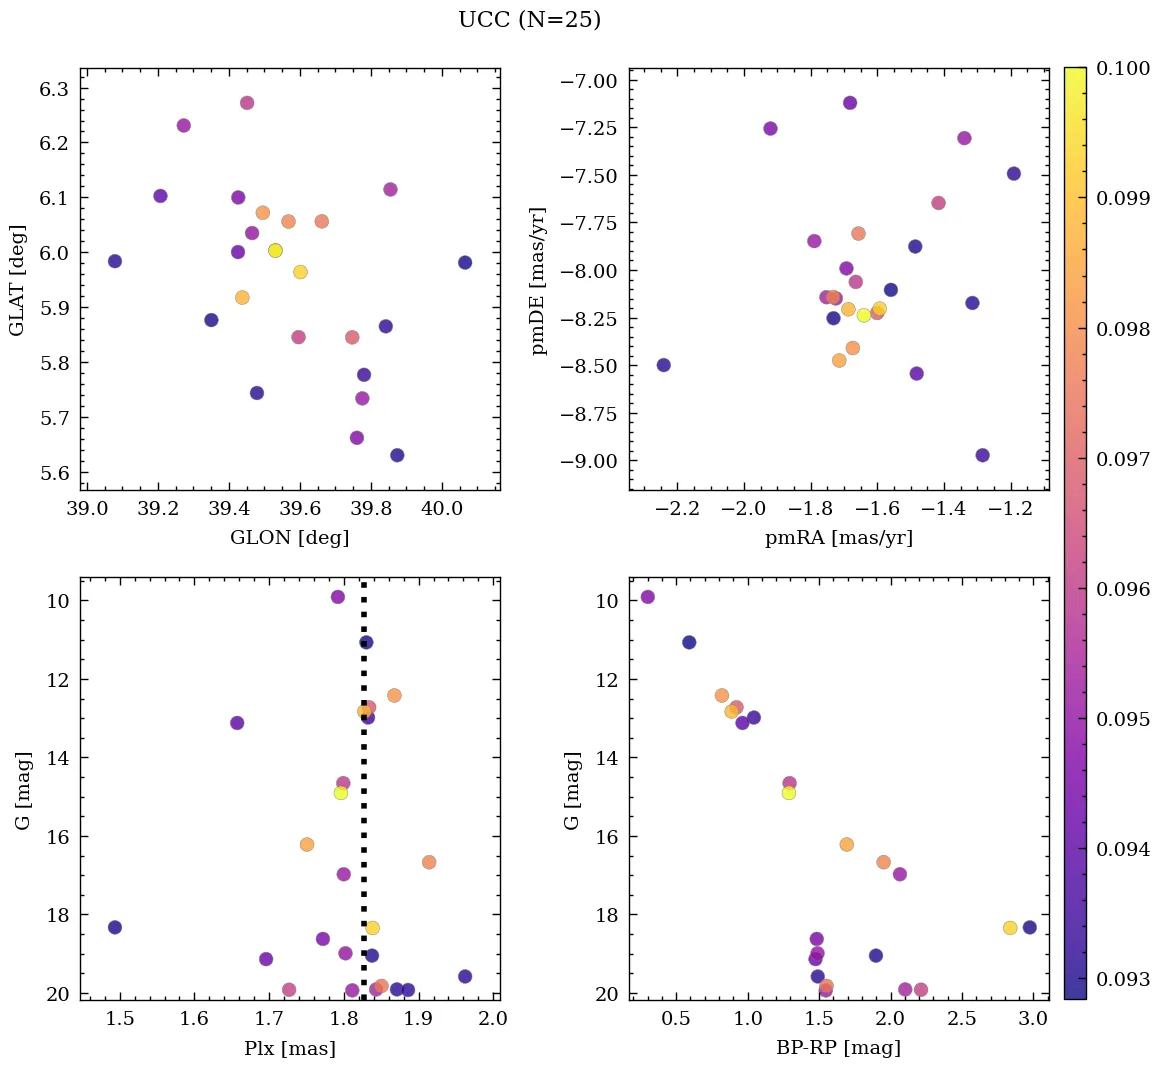 UCC (N=25)
6.3
6.2
6.1
6.0
5.9
5.8
5.7
5.6
GLAT [deg]
39.0 39.2 39.4 39.6 39.8 40.0
GLON [deg]
−7.00
−7.25
−7.50
−7.75
−8.00
−8.25
−8.50
−8.75
−9.00
pmDE [mas/yr]
−2.2 −2.0 −1.8 −1.6 −1.4 −1.2
pmRA [mas/yr]
0.100
0.099
0.098
0.097
0.096
0.095
0.094
0.093
10
12
14
16
18
20
G [mag]
1.5 1.6 1.7 1.8 1.9 2.0
Plx [mas]
10
12
14
16
18
20
G [mag]
0.5 1.0 1.5 2.0 2.5 3.0
BP-RP [mag]